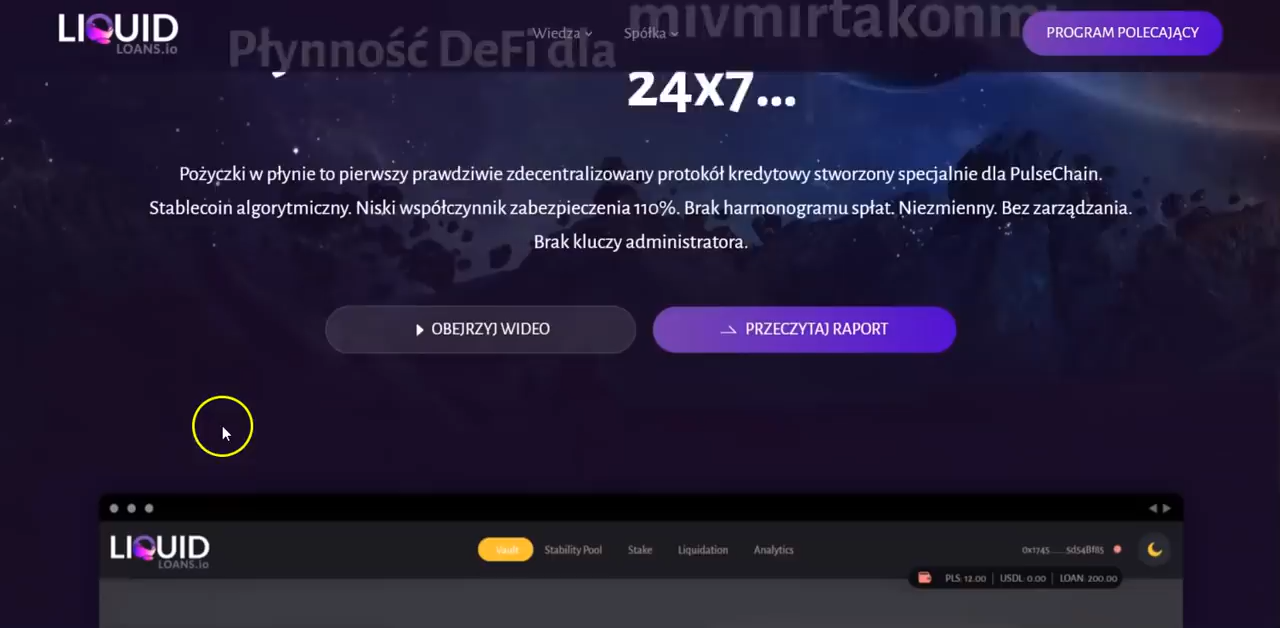 LIQUID
LOANS.io
Płynność DeFi dla
Wiedza
Spółka
PROGRAM POLECAJĄCY
24x7...
Pożyczki w płynie to pierwszy prawdziwie zdecentralizowany protokół kredytowy stworzony specjalnie dla PulseChain.
Stablecoin algorytmiczny. Niski współczynnik zabezpieczenia 110%. Brak harmonogramu spłat. Niezmienny. Bez zarządzania.
Brak kluczy administratora.
OBEJRZYJ WIDEO
PRZECZYTAJ RAPORT
LIQUID
LOANS.io
Vault
Stability Pool
Stake
Liquidation
Analytics
PLS: 12.00 | USDL: 0.00 | LOAN: 200.00